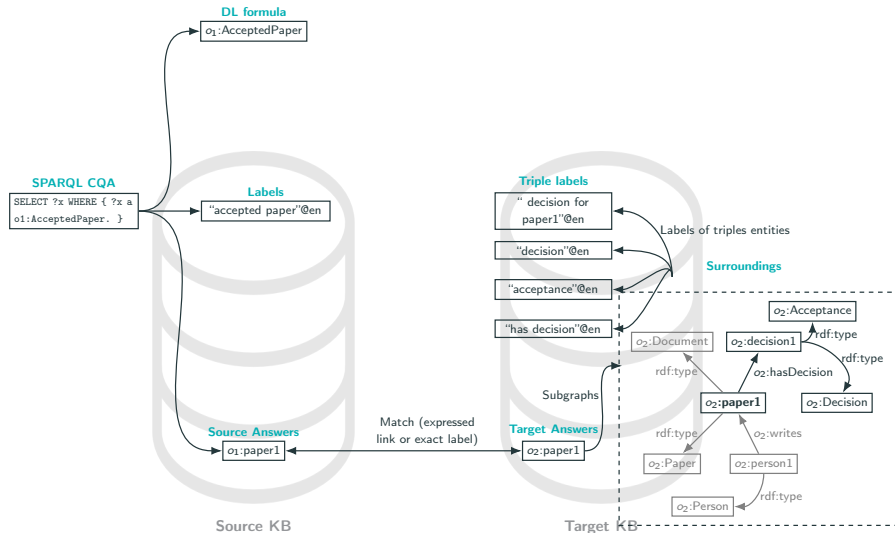 DL formula
o₁:AcceptedPaper
SPARQL CQA
SELECT ?x WHERE { ?x a
o1:AcceptedPaper. }
Labels
"accepted paper"@en
Source Answers
o₁:paper1
Source KB
Match (expressed
link or exact label)
Triple labels
" decision for
paper1"@en
"decision"@en
"acceptance"@en
"has decision"@en
Labels of triples entities
Target Answers
o₂:paper1
Target KB
Subgraphs
Surroundings
o₂:Acceptance
rdf:type
o₂:Document
o₂:decision1
rdf:type
rdf:type
o₂:hasDecision
o₂:paper1
o₂:Decision
rdf:type
o₂:writes
o₂:Paper
o₂:person1
rdf:type
o₂:Person